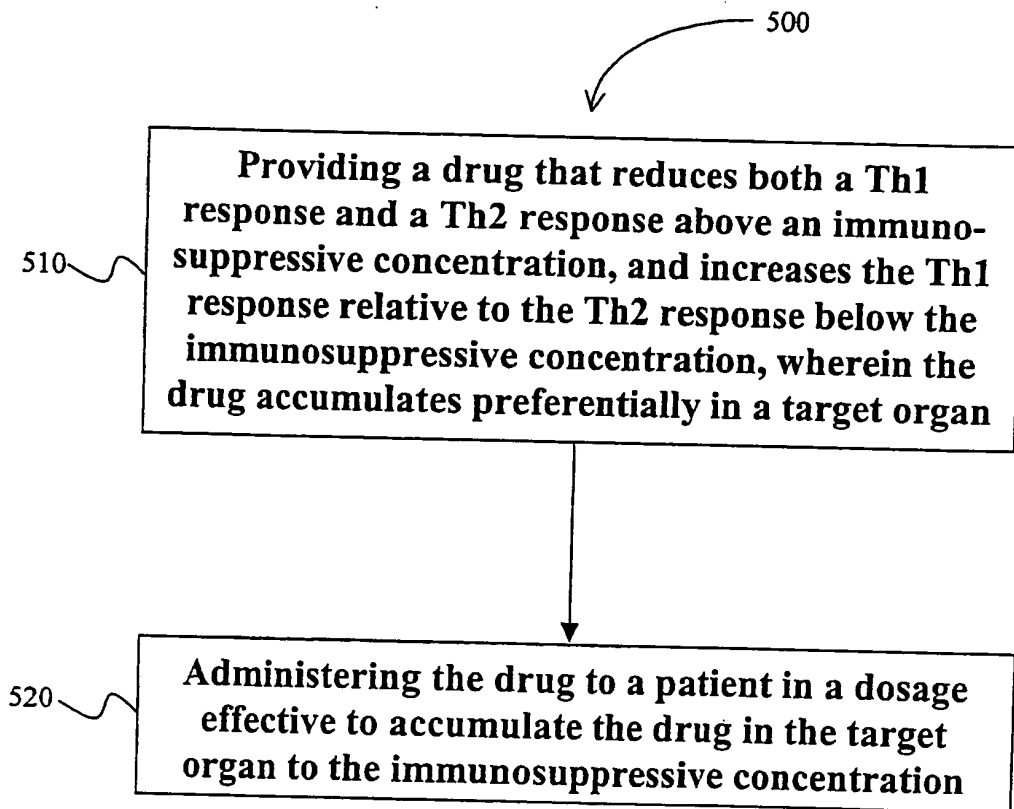 500
Providing a drug that reduces both a Th1
response and a Th2 response above an immuno-
510
suppressive concentration, and increases the Th1
response relative to the Th2 response below the
immunosuppressive concentration, wherein the
drug accumulates preferentially in a target organ
520
Administering the drug to a patient in a dosage
effective to accumulate the drug in the target
organ to the immunosuppressive concentration